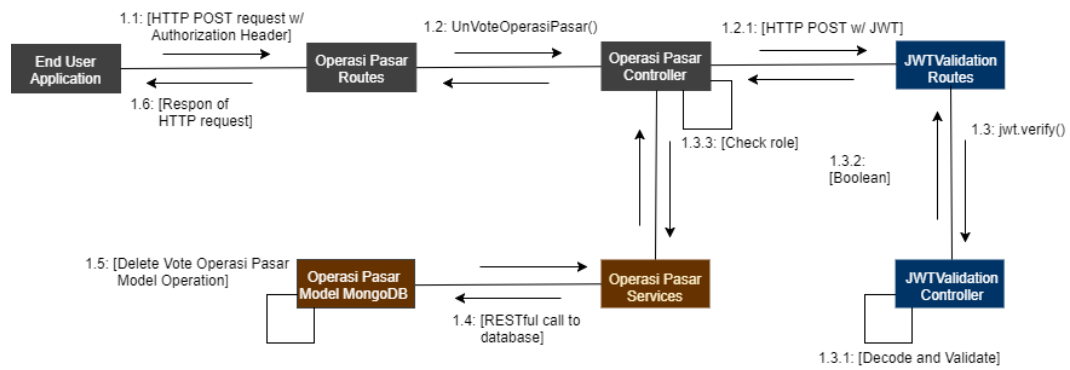 1.1: [HTTP POST request w/
Authorization Header]
1.2: UnVoteOperasiPasar()
1.2.1: [HTTP POST w/ JWT]
End User
Application
Operasi Pasar
Routes
Operasi Pasar
Controller
JWTValidation
Routes
1.6: [Respon of
HTTP request]
1.3.3: [Check role]
1.3: jwt.verify()
1.3.2:
[Boolean]
1.5: [Delete Vote Operasi Pasar
Model Operation]
Operasi Pasar
Model MongoDB
Operasi Pasar
Services
JWTValidation
Controller
1.4: [RESTful call to
database]
1.3.1: [Decode and Validate]